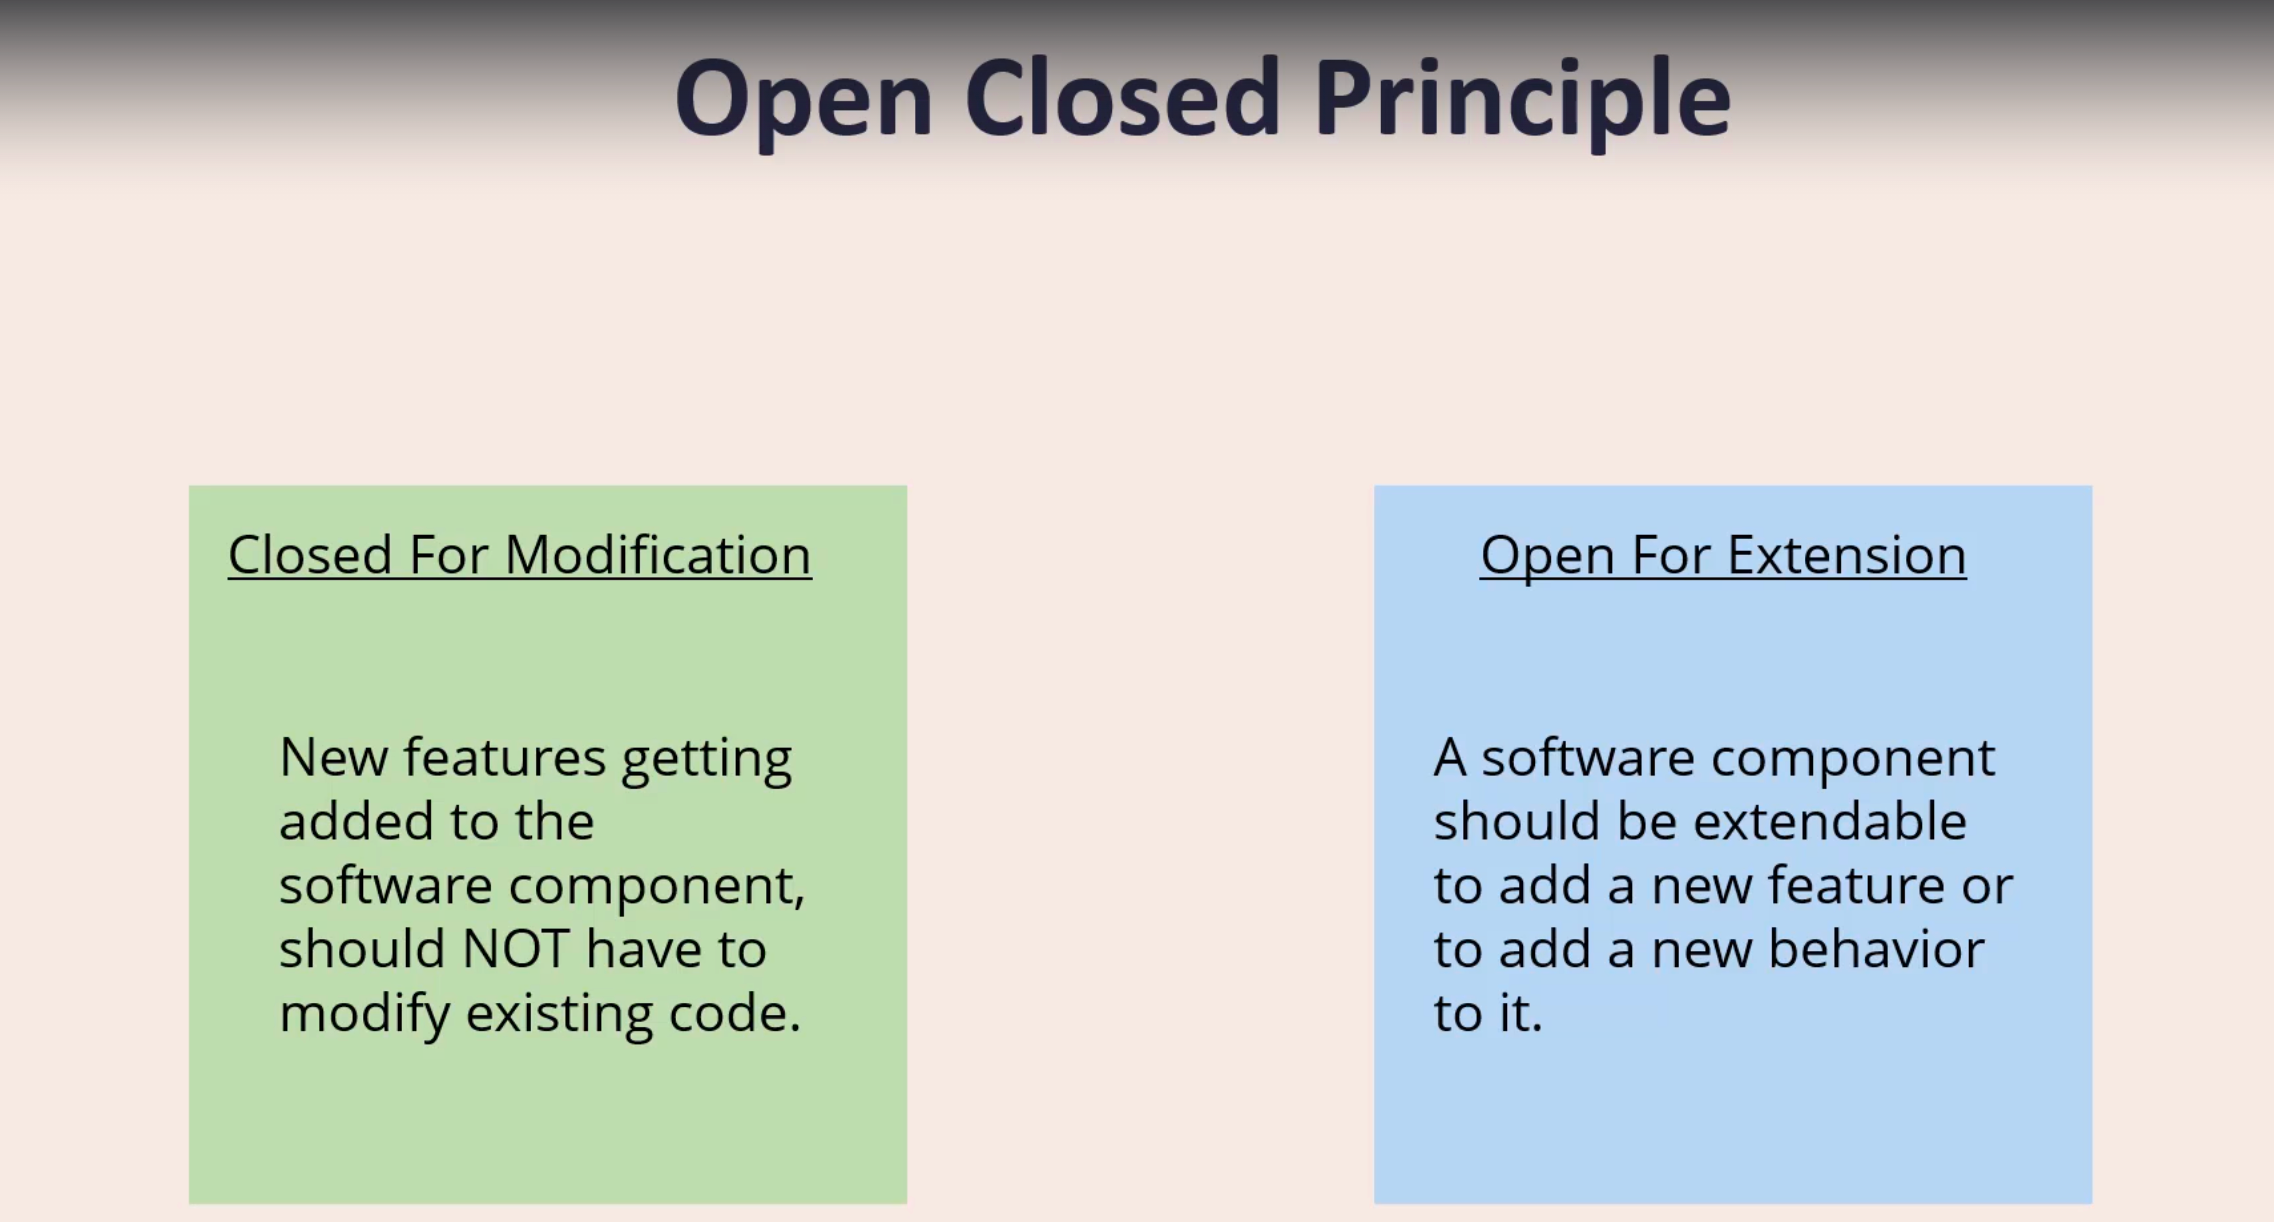 Open Closed Principle
Closed For Modification
New features getting
added to the
software component,
should NOT have to
modify existing code.
Open For Extension
A software component
should be extendable
to add a new feature or
to add a new behavior
to it.